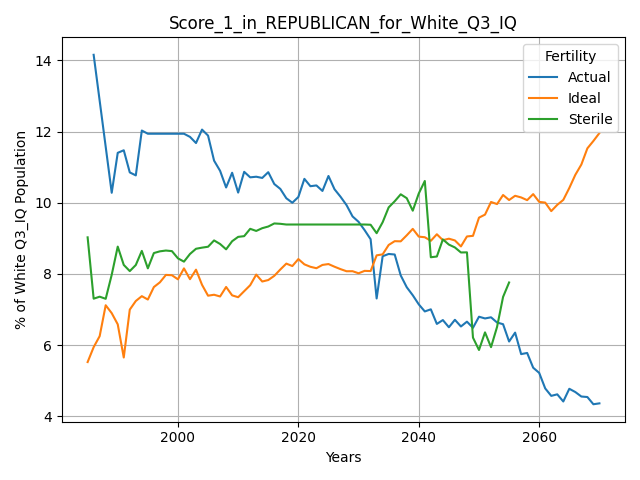 Score_1_in_REPUBLICAN_for_White_Q3_IQ
Fertility
Actual
Ideal
Sterile
% of White Q3_IQ Population
14
12
10
8
6
4
2000
2020
2040
2060
Years